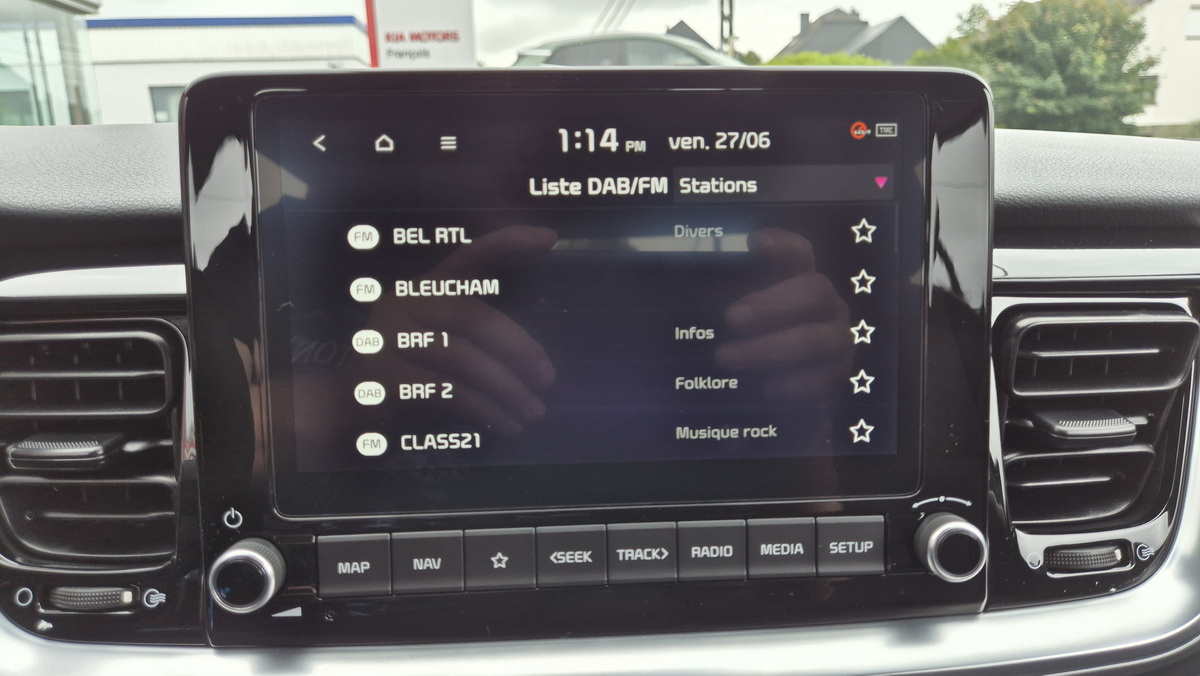 KIA MOTORS
François
1:14 PM ven. 27/06
TMC
Liste DAB/FM Stations
FM BEL RTL Divers
FM BLEUCHAM
DAB BRF 1 Infos
DAB BRF 2 Folklore
FM CLASS21 Musique rock
MAP NAV <SEEK TRACK> RADIO MEDIA SETUP